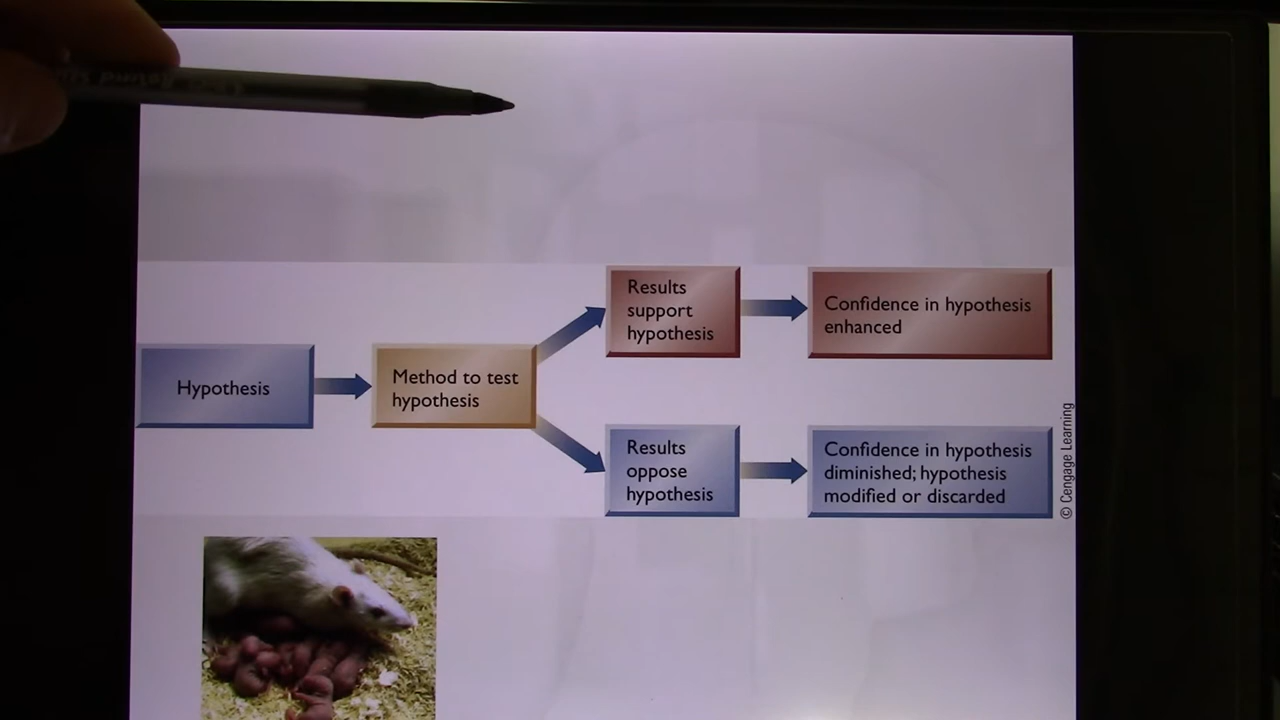 Hypothesis
Method to test
hypothesis
Results
support
hypothesis
Confidence in hypothesis
enhanced
Results
oppose
hypothesis
Confidence in hypothesis
diminished; hypothesis
modified or discarded
© Cengage Learning